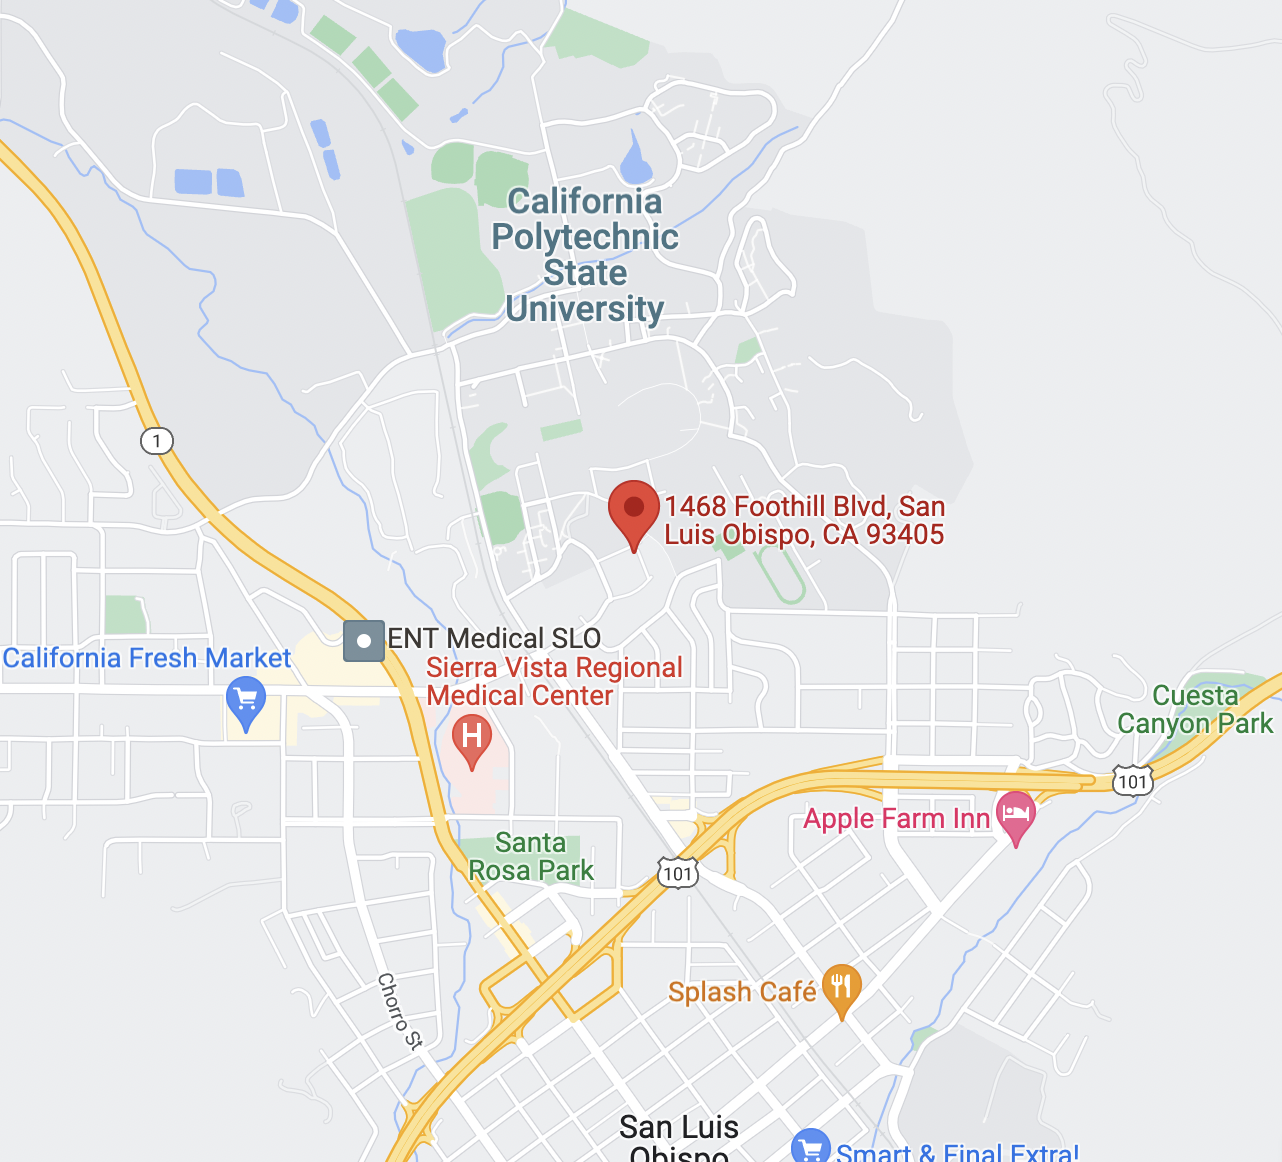 California
Polytechnic
State
University
1
1468 Foothill Blvd, San
Luis Obispo, CA 93405
ENT Medical SLO
California Fresh Market
Sierra Vista Regional
Medical Center
H
Cuesta
Canyon Park
101
Apple Farm Inn
Santa
Rosa Park
101
Splash Café
Chorro St
San Luis
Obispo
Smart & Final Extra!